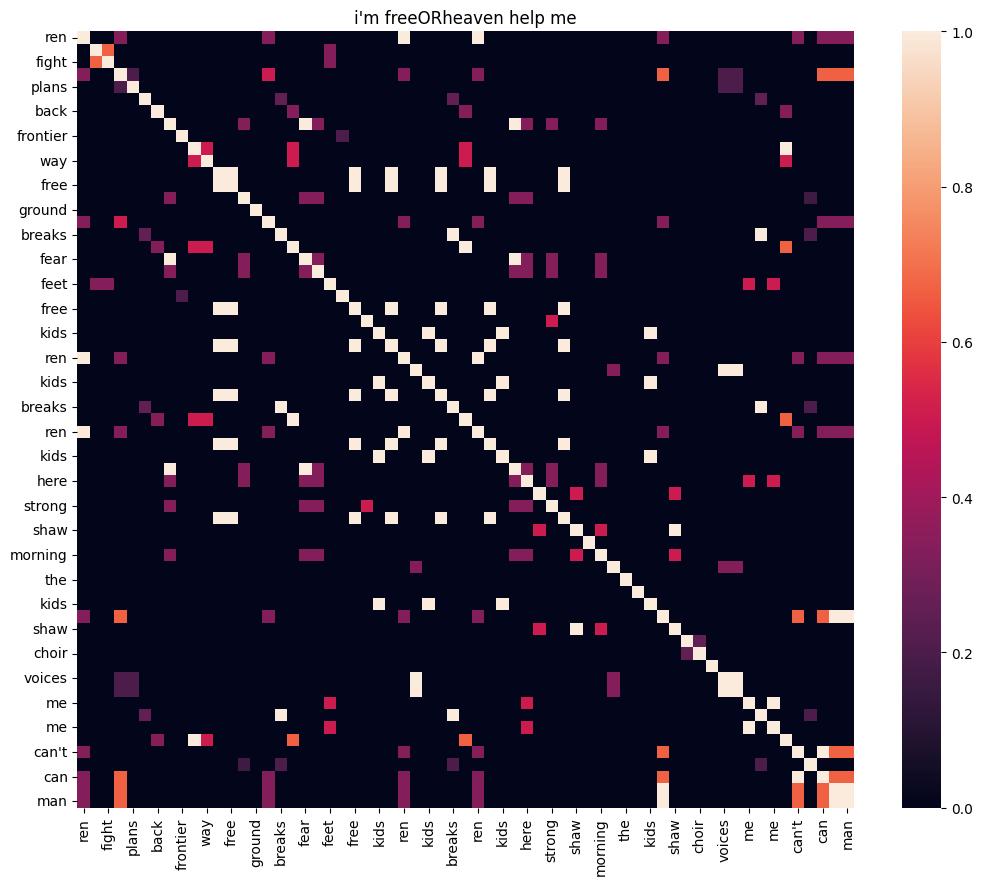 i'm freeORheaven help me
ren
fight
plans
back
frontier
way
free
ground
breaks
fear
feet
free
kids
ren
kids
breaks
ren
kids
here
strong
shaw
morning
the
kids
shaw
choir
voices
me
me
can't
can
man
1.0
0.8
0.6
0.4
0.2
0.0
ren
fight
plans
back
frontier
way
free
ground
breaks
fear
feet
free
kids
ren
kids
breaks
ren
kids
here
strong
shaw
morning
the
kids
shaw
choir
voices
me
me
can't
can
man